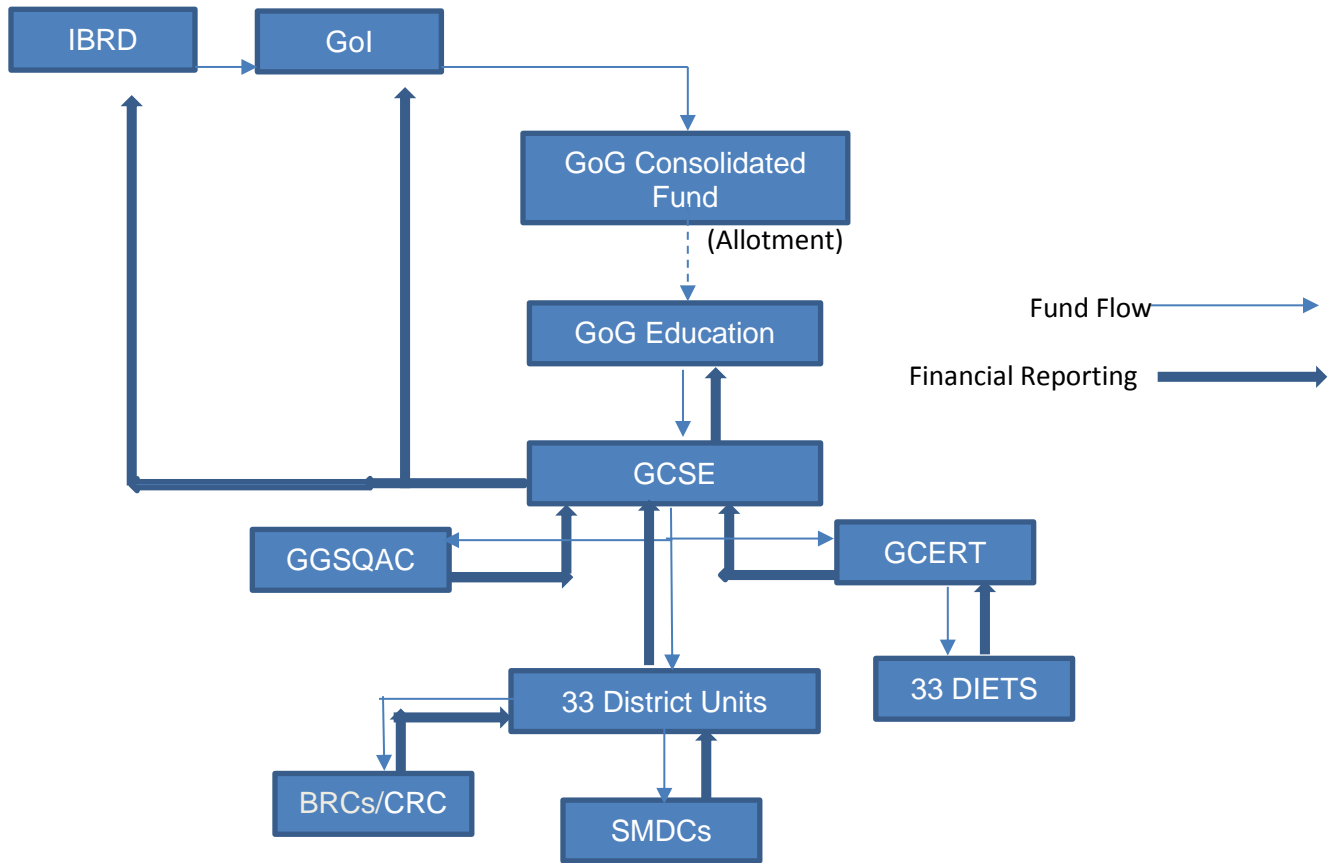 IBRD
GoI
GoG Consolidated
Fund
(Allotment)
Fund Flow
GoG Education
Financial Reporting
GCSE
GGSQAC
GCERT
33 District Units
33 DIETS
BRCs/CRC
SMDCs